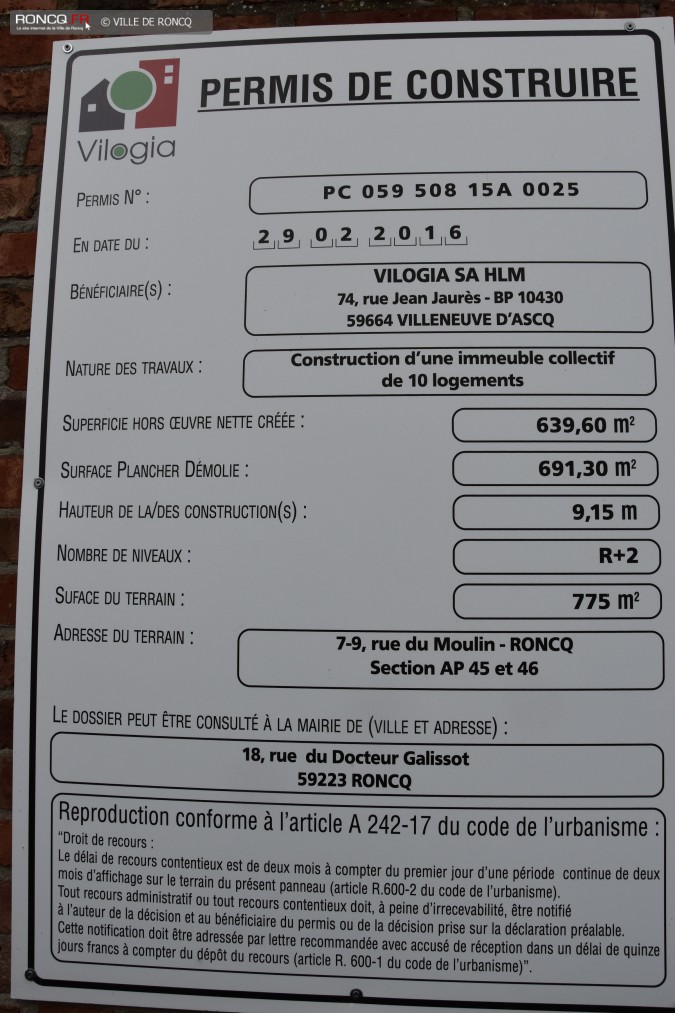 RONCQ.FR
Le site internet de la Ville de Roncq
© VILLE DE RONCQ
Vilogia
PERMIS DE CONSTRUIRE
PERMIS N° : PC 059 508 15A 0025
EN DATE DU : 29 02 2016
BÉNÉFICIAIRE(S) : VILOGIA SA HLM
74, rue Jean Jaurès - BP 10430
59664 VILLENEUVE D'ASCQ
NATURE DES TRAVAUX : Construction d'une immeuble collectif
de 10 logements
SUPERFICIE HORS ŒUVRE NETTE CRÉÉE : 639,60 m²
SURFACE PLANCHER DÉMOLIE : 691,30 m²
HAUTEUR DE LA/DES CONSTRUCTION(S) : 9,15 m
NOMBRE DE NIVEAUX : R+2
SUFACE DU TERRAIN : 775 m²
ADRESSE DU TERRAIN : 7-9, rue du Moulin - RONCQ
Section AP 45 et 46
LE DOSSIER PEUT ÊTRE CONSULTÉ À LA MAIRIE DE (VILLE ET ADRESSE) :
18, rue du Docteur Galissot
59223 RONCQ
Reproduction conforme à l'article A 242-17 du code de l'urbanisme :
"Droit de recours :
Le délai de recours contentieux est de deux mois à compter du premier jour d'une période continue de deux
mois d'affichage sur le terrain du présent panneau (article R.600-2 du code de l'urbanisme).
Tout recours administratif ou tout recours contentieux doit, à peine d'irrecevabilité, être notifié
à l'auteur de la décision et au bénéficiaire du permis ou de la décision prise sur la déclaration préalable.
Cette notification doit être adressée par lettre recommandée avec accusé de réception dans un délai de quinze
jours francs à compter du dépôt du recours (article R. 600-1 du code de l'urbanisme)".